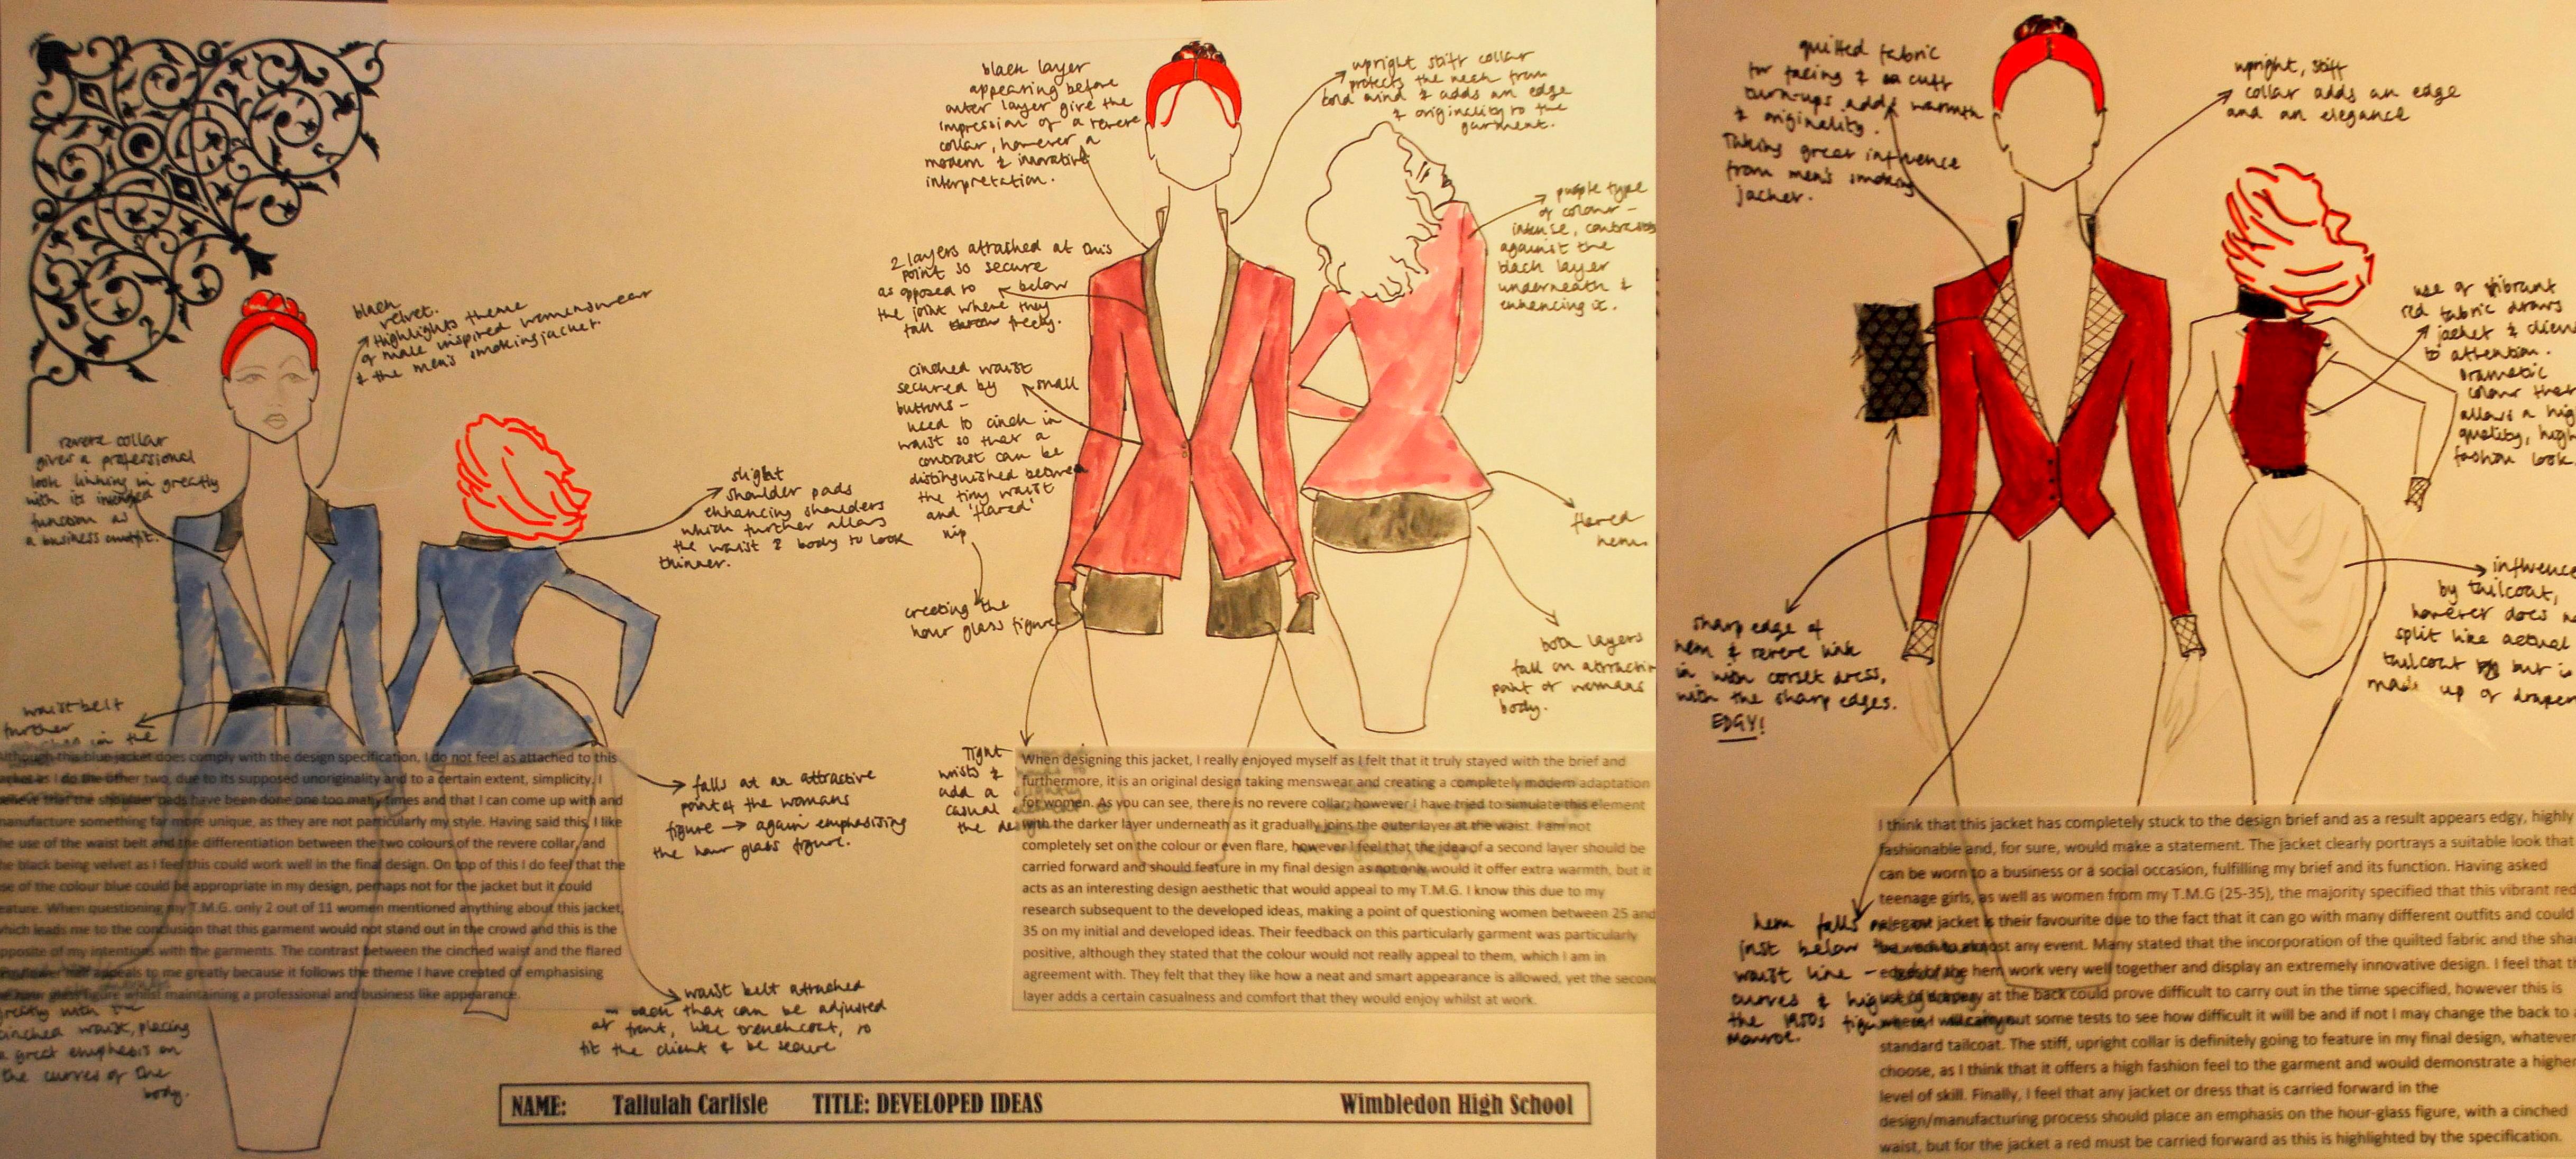 black
velvet.
Highlights theme
of male inspired womenswear
& the men's smoking jacket.
revere collar
gives a professional
look linking in greatly
with its intended
function as
a business outfit.
slight
shoulder pads
enhancing shoulders
which further allows
the waist & body to look
thinner.
waist belt
further
in the
falls at an attractive
point of the womans
figure → again emphasising
the hour glass figure.
waist belt attached
back that can be adjusted
at front, like trenchcoat, so
fit the client & be secure
Although this blue jacket does comply with the design specification, I do not feel as attached to this
jacket as I do the other two, due to its supposed unoriginality and to a certain extent, simplicity. I
believe that the shoulder pads have been done one too many times and that I can come up with and
manufacture something far more unique, as they are not particularly my style. Having said this, I like
the use of the waist belt and the differentiation between the two colours of the revere collar, and
the black being velvet as I feel this could work well in the final design. On top of this I do feel that the
use of the colour blue could be appropriate in my design, perhaps not for the jacket but it could
feature. When questioning my T.M.G. only 2 out of 11 women mentioned anything about this jacket,
which leads me to the conclusion that this garment would not stand out in the crowd and this is the
opposite of my intentions with the garments. The contrast between the cinched waist and the flared
half appeals to me greatly because it follows the theme I have created of emphasising
glass figure whilst maintaining a professional and business like appearance.
greatly with the
cinched waist, placing
a great emphasis on
the curves of the
body.
black layer
appearing before
outer layer give the
impression of a revere
collar, however a
modern & innovative
interpretation.
upright stiff collar
protects the neck from
cold wind & adds an edge
& originality to the
garment.
2 layers attached at this
point so secure
as opposed to below
the joint where they
fall freely.
purple type
of colour -
intense, contrasts
against the
black layer
underneath &
enhancing it.
cinched waist
secured by small
buttons -
need to cinch in
waist so that a
contrast can be
distinguished between
the tiny waist
and 'flared'
hip
creating the
hour glass figure
flared
hem.
both layers
fall on attractive
point of womans
body.
Tight
wrists &
add a
casual
the
When designing this jacket, I really enjoyed myself as I felt that it truly stayed with the brief and
furthermore, it is an original design taking menswear and creating a completely modern adaptation
for women. As you can see, there is no revere collar; however I have tried to simulate this element
with the darker layer underneath as it gradually joins the outer layer at the waist. I am not
completely set on the colour or even flare, however I feel that the idea of a second layer should be
carried forward and should feature in my final design as not only would it offer extra warmth, but it
acts as an interesting design aesthetic that would appeal to my T.M.G. I know this due to my
research subsequent to the developed ideas, making a point of questioning women between 25 and
35 on my initial and developed ideas. Their feedback on this particularly garment was particularly
positive, although they stated that the colour would not really appeal to them, which I am in
agreement with. They felt that they like how a neat and smart appearance is allowed, yet the second
layer adds a certain casualness and comfort that they would enjoy whilst at work.
NAME: Tallulah Carlisle TITLE: DEVELOPED IDEAS Wimbledon High School
quilted fabric
for facing & cuff
turn-ups adds warmth
& originality.
Taking great influence
from men's smoking
jacket.
upright, stiff
collar adds an edge
and an elegance
use of vibrant
red fabric draws
jacket & client
to attention.
Dramatic
colour that
allows a high
quality, high
fashion look.
sharp edge of
hem & revere link
in with corset dress,
with the sharp edges.
EDGY!
influence
by tailcoat,
however does
split like actual
tailcoat but is
made up of
hem falls
just below
waist line -
curves &
the 1950s
Monroe.
I think that this jacket has completely stuck to the design brief and as a result appears edgy, highly
fashionable and, for sure, would make a statement. The jacket clearly portrays a suitable look that
can be worn to a business or a social occasion, fulfilling my brief and its function. Having asked
teenage girls, as well as women from my T.M.G (25-35), the majority specified that this vibrant red
elegant jacket is their favourite due to the fact that it can go with many different outfits and could
almost any event. Many stated that the incorporation of the quilted fabric and the
the hem work very well together and display an extremely innovative design. I feel that
at the back could prove difficult to carry out in the time specified, however this is
where I will carry out some tests to see how difficult it will be and if not I may change the back to
standard tailcoat. The stiff, upright collar is definitely going to feature in my final design, whatever
choose, as I think that it offers a high fashion feel to the garment and would demonstrate a higher
level of skill. Finally, I feel that any jacket or dress that is carried forward in the
design/manufacturing process should place an emphasis on the hour-glass figure, with a cinched
waist, but for the jacket a red must be carried forward as this is highlighted by the specification.